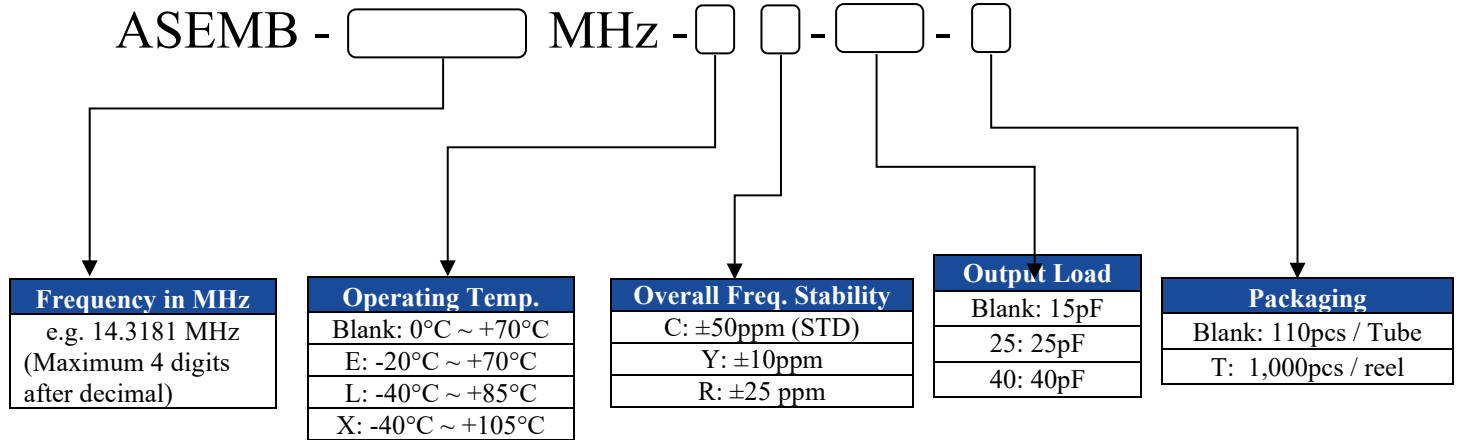 ASEMB - MHz - - -
Frequency in MHz
e.g. 14.3181 MHz
(Maximum 4 digits
after decimal)
Operating Temp.
Blank: 0°C ~ +70°C
E: -20°C ~ +70°C
L: -40°C ~ +85°C
X: -40°C ~ +105°C
Overall Freq. Stability
C: ±50ppm (STD)
Y: ±10ppm
R: ±25 ppm
Output Load
Blank: 15pF
25: 25pF
40: 40pF
Packaging
Blank: 110pcs / Tube
T: 1,000pcs / reel